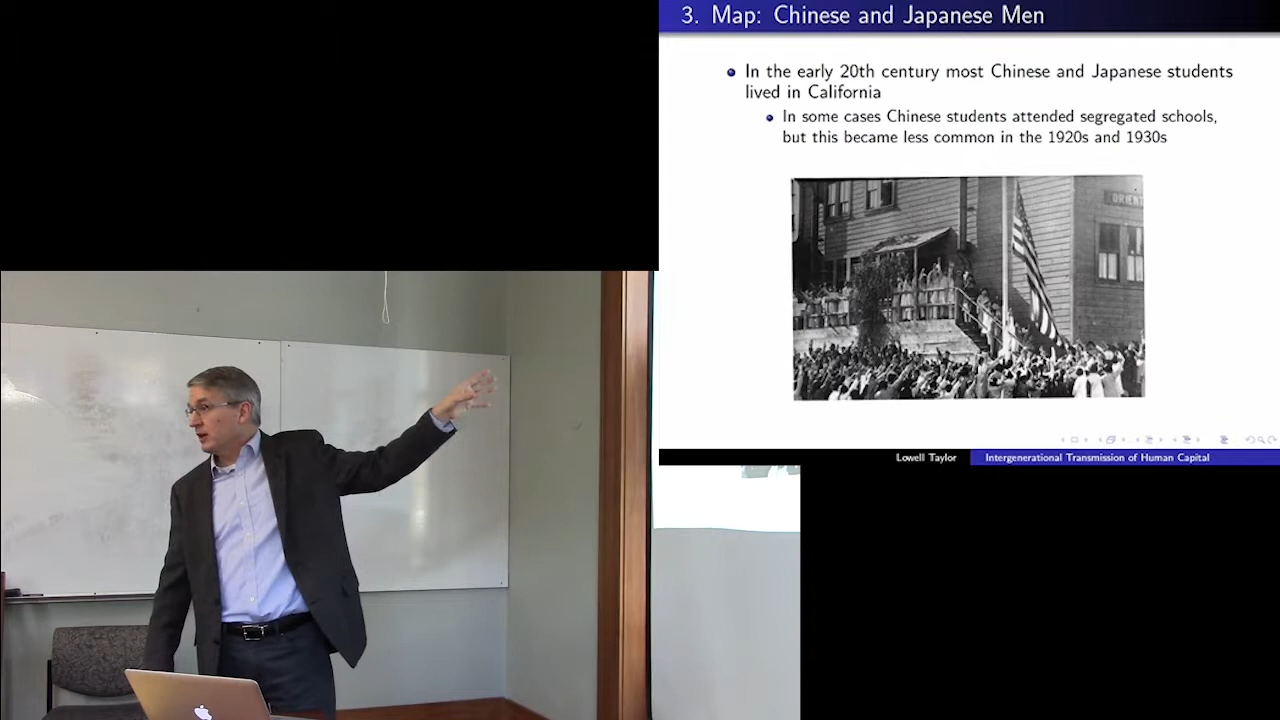 3. Map: Chinese and Japanese Men
In the early 20th century most Chinese and Japanese students
lived in California
In some cases Chinese students attended segregated schools,
but this became less common in the 1920s and 1930s
Lowell Taylor
Intergenerational Transmission of Human Capital